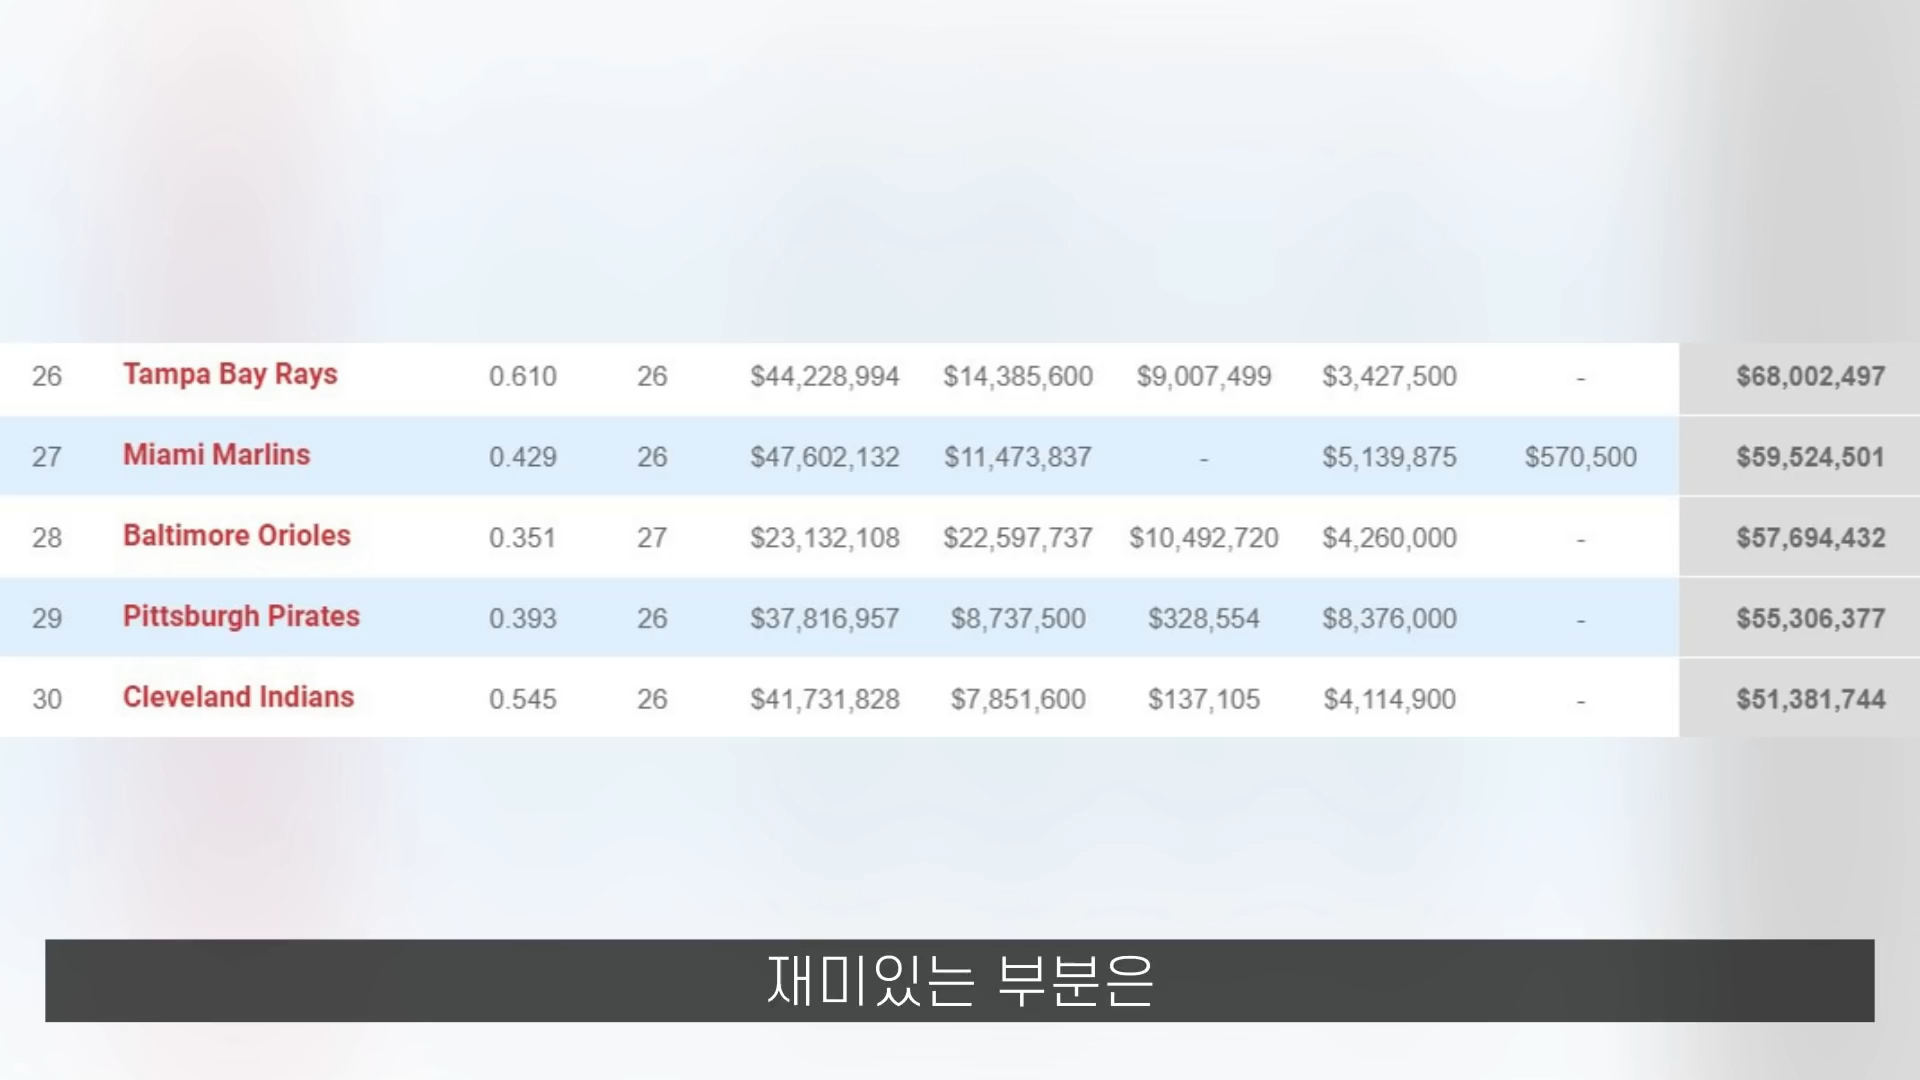 26 Tampa Bay Rays 0.610 26 $44,228,994 $14,385,600 $9,007,499 $3,427,500 - $68,002,497
27 Miami Marlins 0.429 26 $47,602,132 $11,473,837 - $5,139,875 $570,500 $59,524,501
28 Baltimore Orioles 0.351 27 $23,132,108 $22,597,737 $10,492,720 $4,260,000 - $57,694,432
29 Pittsburgh Pirates 0.393 26 $37,816,957 $8,737,500 $328,554 $8,376,000 - $55,306,377
30 Cleveland Indians 0.545 26 $41,731,828 $7,851,600 $137,105 $4,114,900 - $51,381,744
재미있는 부분은